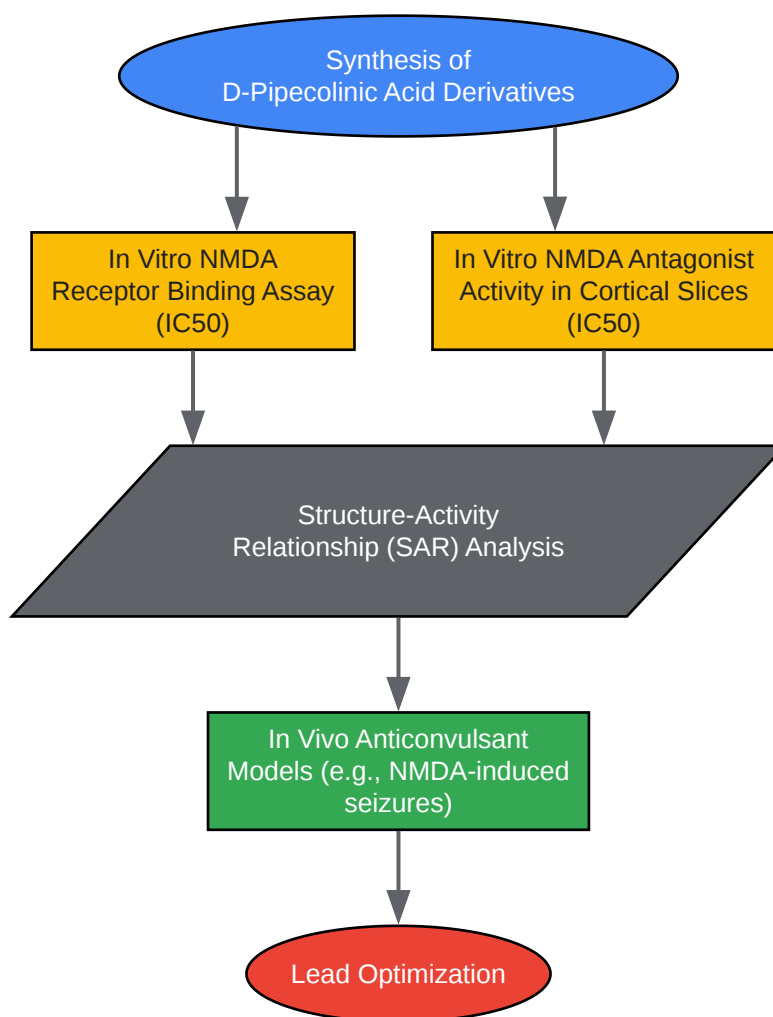 Synthesis of
D-Pipecolinic Acid Derivatives
In Vitro NMDA
Receptor Binding Assay
(IC50)
In Vitro NMDA Antagonist
Activity in Cortical Slices
(IC50)
Structure-Activity
Relationship (SAR) Analysis
In Vivo Anticonvulsant
Models (e.g., NMDA-induced
seizures)
Lead Optimization